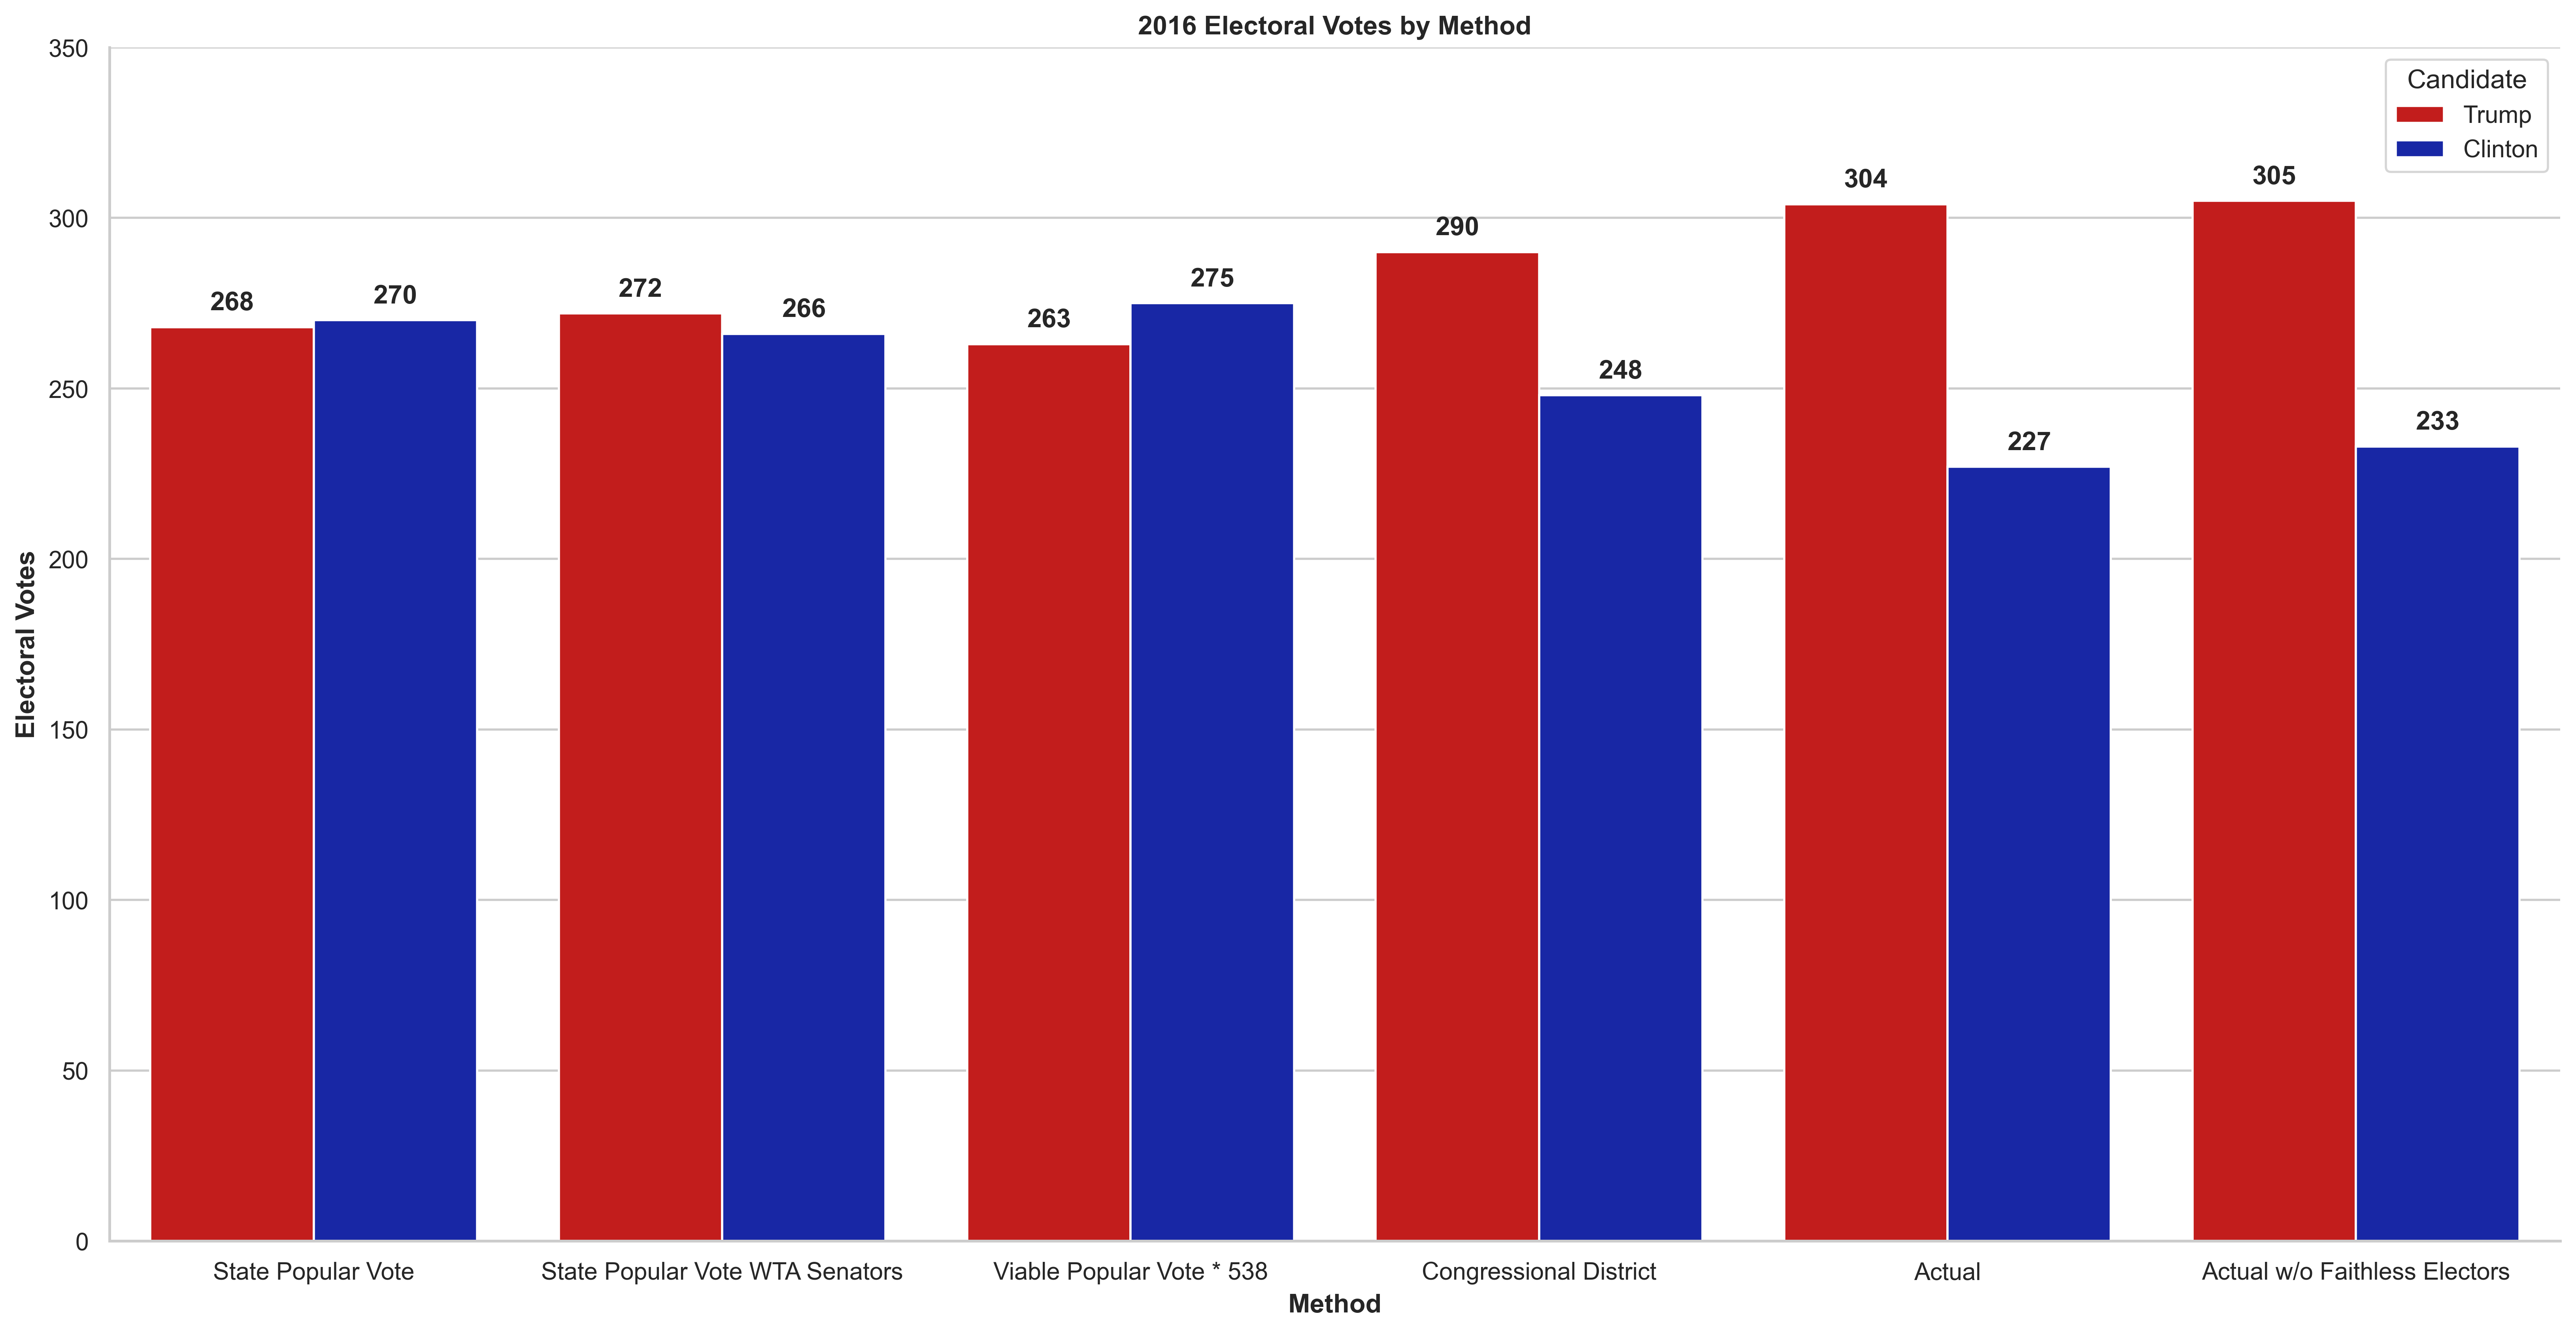 2016 Electoral Votes by Method
Candidate
Trump
Clinton
Electoral Votes
350
300
250
200
150
100
50
0
268
270
272
266
263
275
290
248
304
227
305
233
State Popular Vote
State Popular Vote WTA Senators
Viable Popular Vote * 538
Congressional District
Actual
Actual w/o Faithless Electors
Method